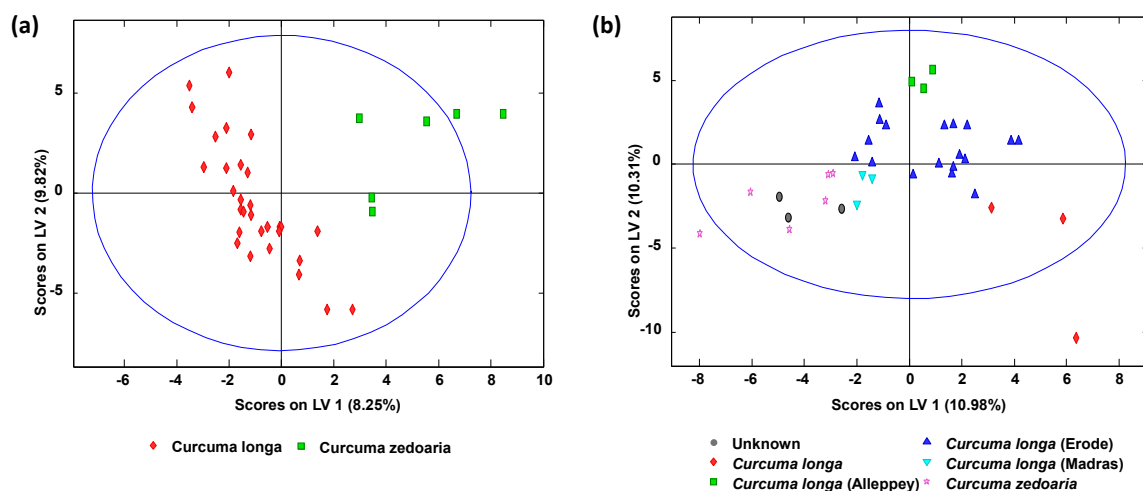 (a)
Scores on LV 2 (9.82%)
5
0
-5
-6
-4
-2
0
2
4
6
8
10
Scores on LV 1 (8.25%)
Curcuma longa
Curcuma zedoaria
(b)
Scores on LV 2 (10.31%)
5
0
-5
-10
-8
-6
-4
-2
0
2
4
6
8
Scores on LV 1 (10.98%)
Unknown
Curcuma longa
Curcuma longa (Alleppey)
Curcuma longa (Erode)
Curcuma longa (Madras)
Curcuma zedoaria